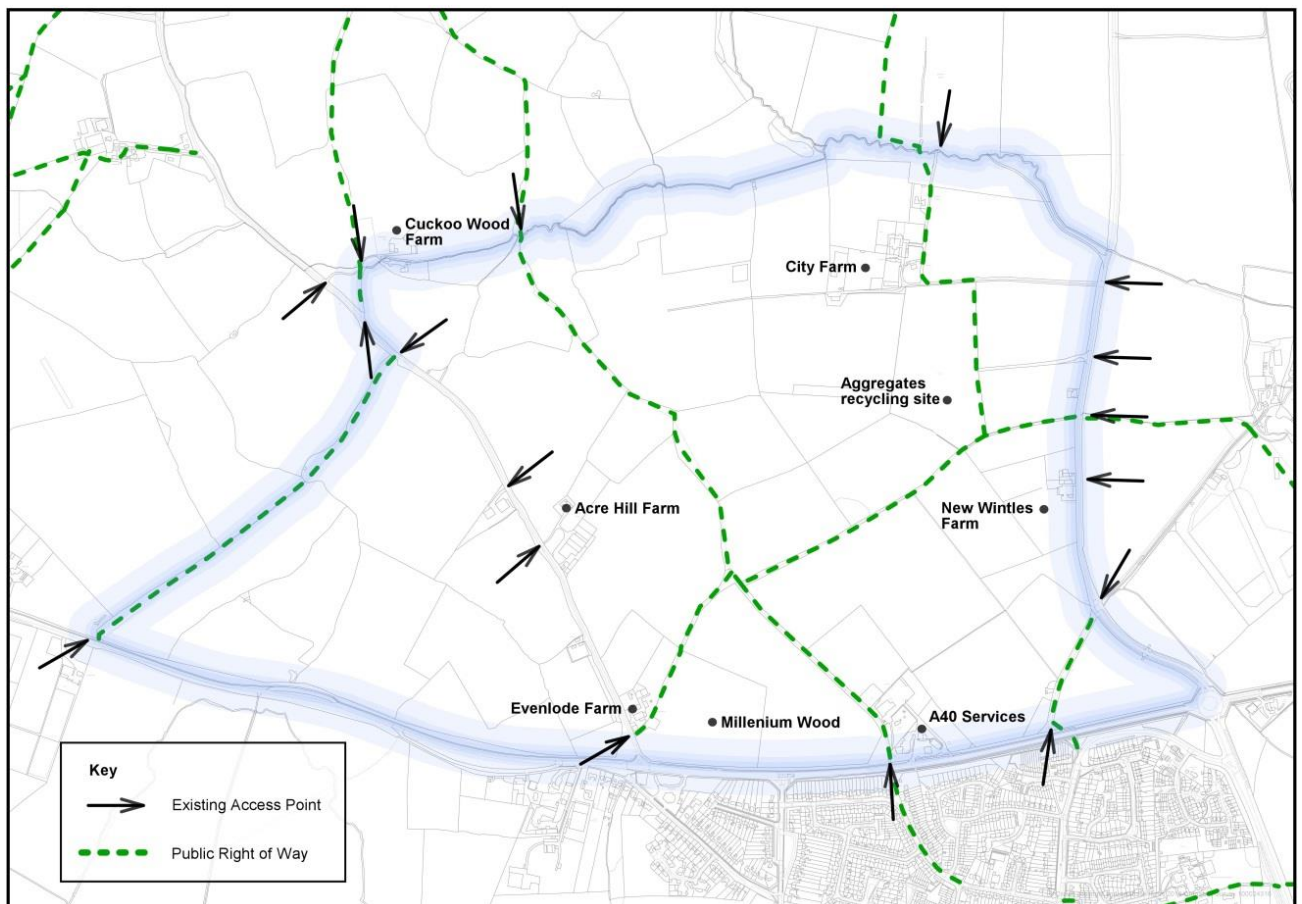 Cuckoo Wood
Farm
City Farm
Aggregates
recycling site
Acre Hill Farm
New Wintles
Farm
Evenlode Farm
Millenium Wood
A40 Services
Key
Existing Access Point
Public Right of Way